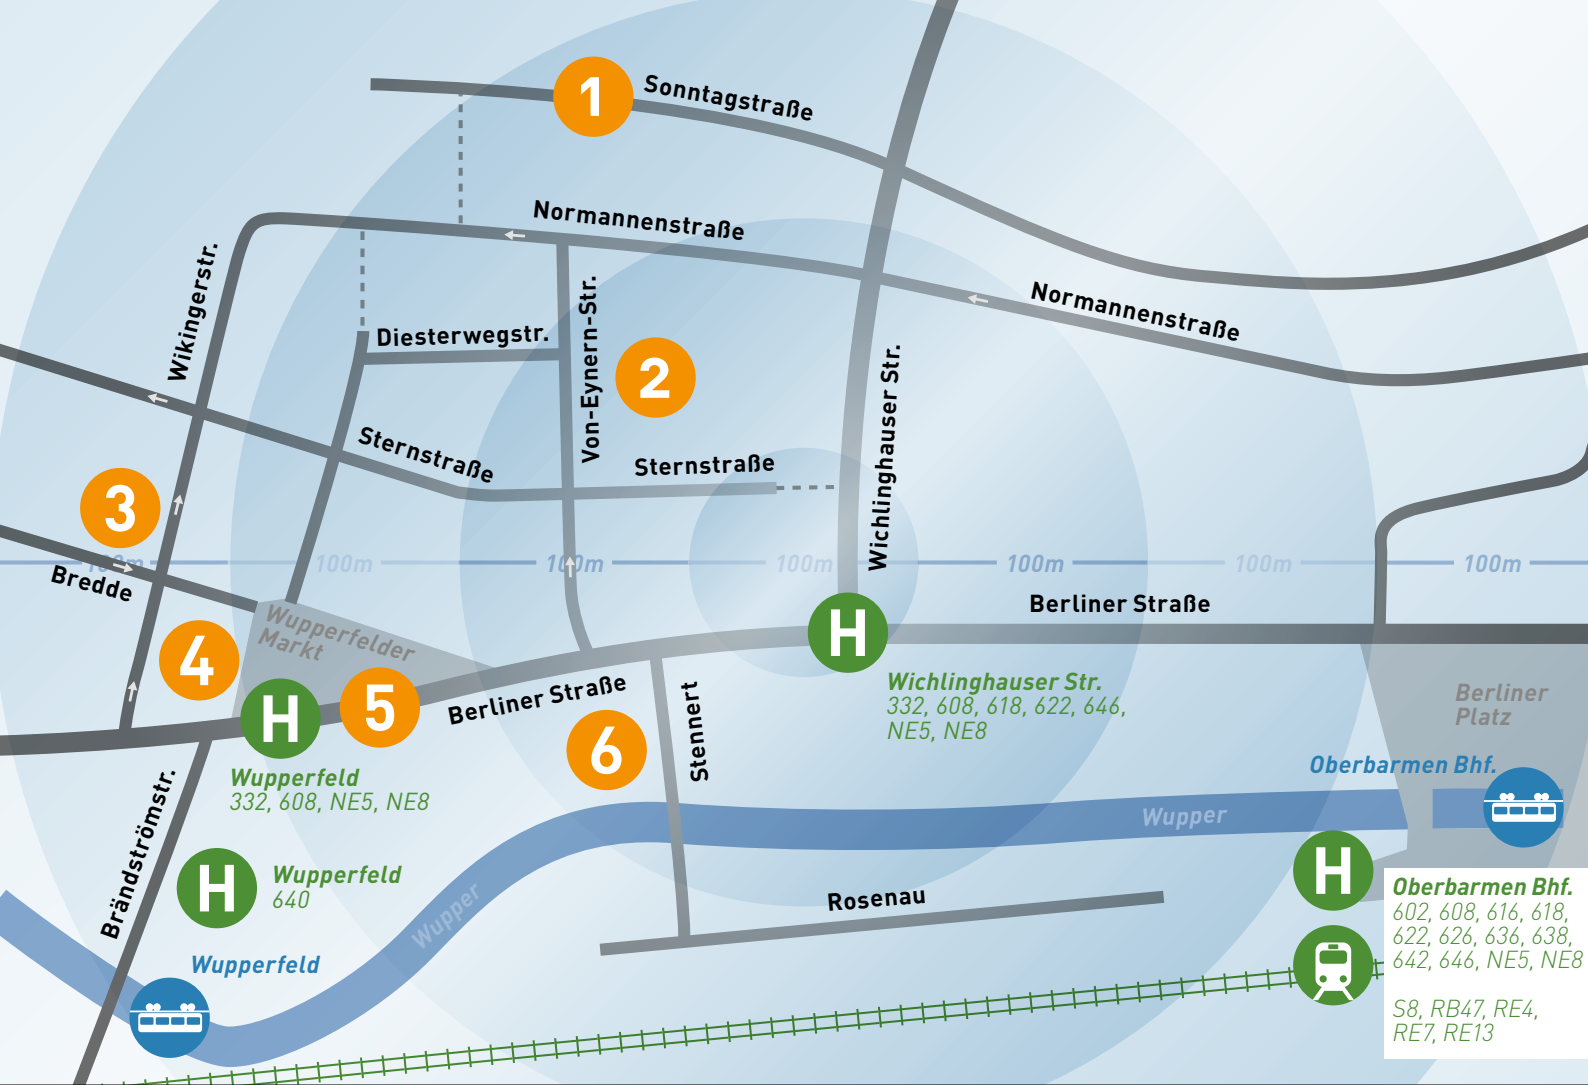 1
Sonntagstraße
Normannenstraße
Wikingerstr.
Normannenstraße
Diesterwegstr.
Von-Eynern-Str.
2
Wichlinghauser Str.
Sternstraße
Sternstraße
3
100m
100m
100m
100m
100m
100m
100m
Bredde
Wupperfelder
Markt
Berliner Straße
4
H
5
Berliner Straße
H
Wichlinghauser Str.
332, 608, 618, 622, 646,
NE5, NE8
Berliner
Platz
6
Stennert
Wupperfeld
332, 608, NE5, NE8
Oberbarmen Bhf.
Brändströmstr.
Wupper
H
Wupperfeld
640
Wupper
Rosenau
H
Oberbarmen Bhf.
602, 608, 616, 618,
622, 626, 636, 638,
642, 646, NE5, NE8
S8, RB47, RE4,
RE7, RE13
Wupperfeld